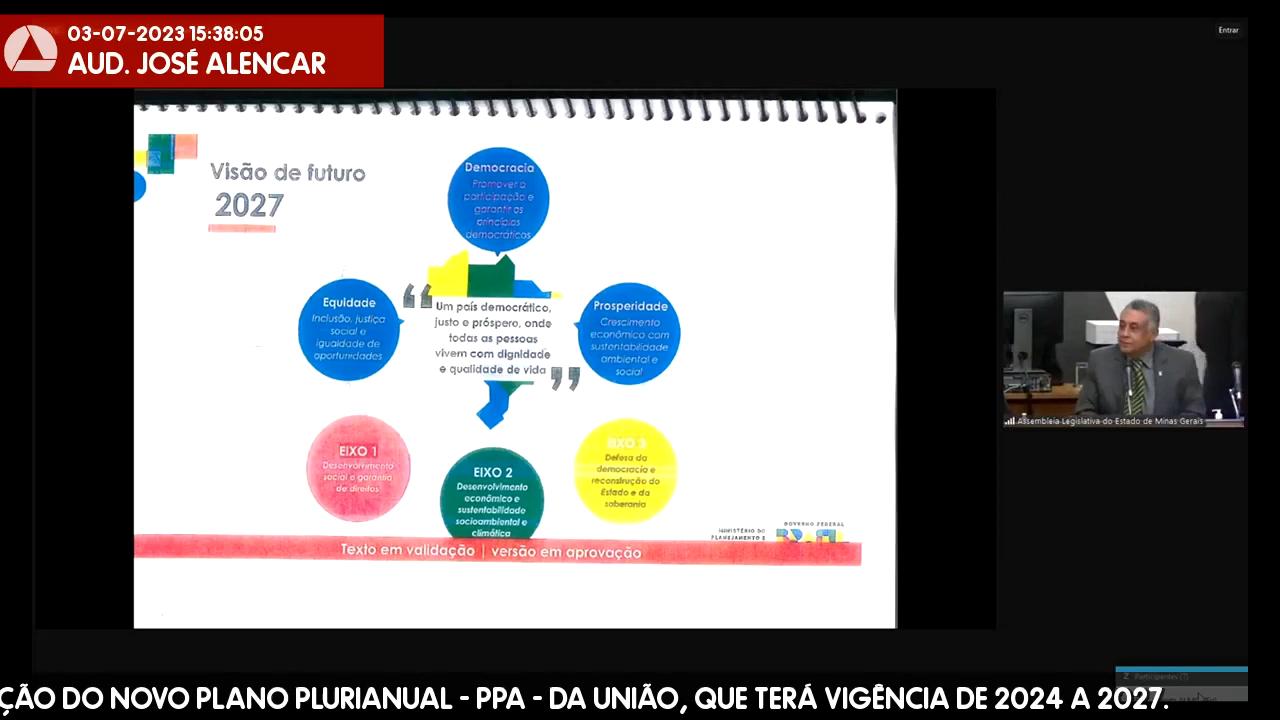 03-07-2023 15:38:05
AUD. JOSÉ ALENCAR
Entrar
Visão de futuro
2027
Democracia
Promover a
participação e
garantir os
princípios
democráticos
Equidade
Inclusão, justiça
social e
igualdade de
oportunidades
“ Um país democrático,
justo e próspero, onde
todas as pessoas
vivem com dignidade
e qualidade de vida ”
Prosperidade
Crescimento
econômico com
sustentabilidade
ambiental e
social
EIXO 1
Desenvolvimento
social e garantia
de direitos
EIXO 2
Desenvolvimento
econômico e
sustentabilidade
socioambiental e
climática
EIXO 3
Defesa da
democracia e
reconstrução do
Estado e da
soberania
MINISTÉRIO DO
PLANEJAMENTO E
GOVERNO FEDERAL
BRASIL
Texto em validação | versão em aprovação
Assembleia Legislativa do Estado de Minas Gerais
Participantes (7)
ÇÃO DO NOVO PLANO PLURIANUAL - PPA - DA UNIÃO, QUE TERÁ VIGÊNCIA DE 2024 A 2027.